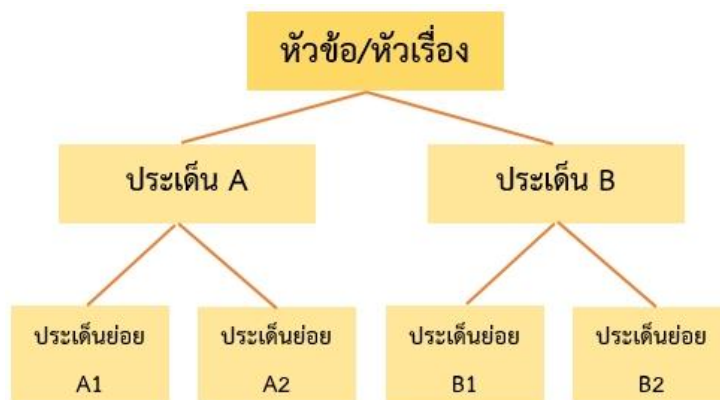 หัวข้อ/หัวเรื่อง
ประเด็น A
ประเด็น B
ประเด็นย่อย
A1
ประเด็นย่อย
A2
ประเด็นย่อย
B1
ประเด็นย่อย
B2